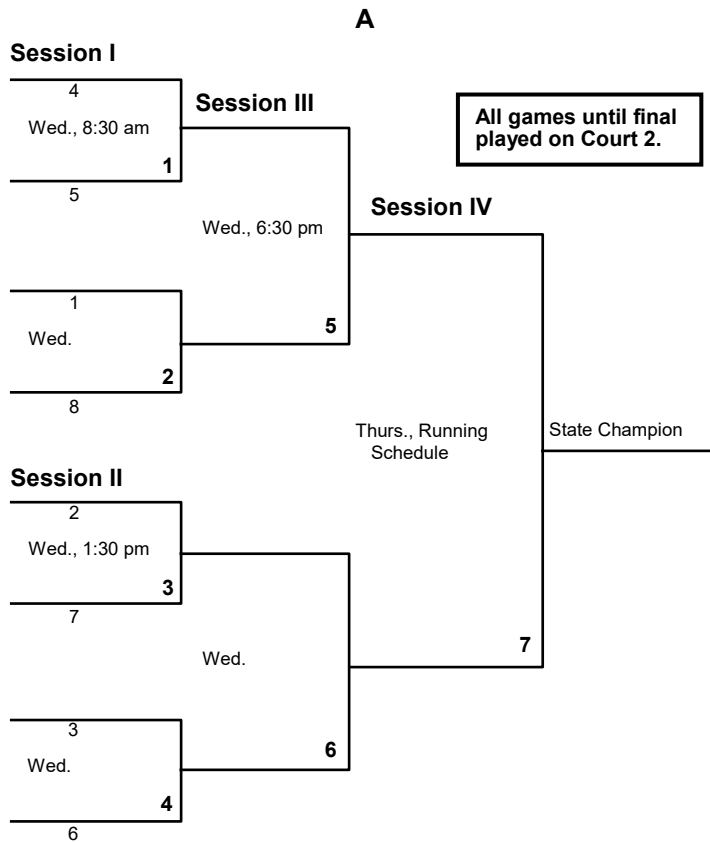 A
Session I
4
Wed., 8:30 am
1
5
1
Wed.
2
8
Session II
2
Wed., 1:30 pm
3
7
3
Wed.
4
6
Session III
Wed., 6:30 pm
5
Wed.
6
All games until final
played on Court 2.
Session IV
Thurs., Running
Schedule
7
State Champion